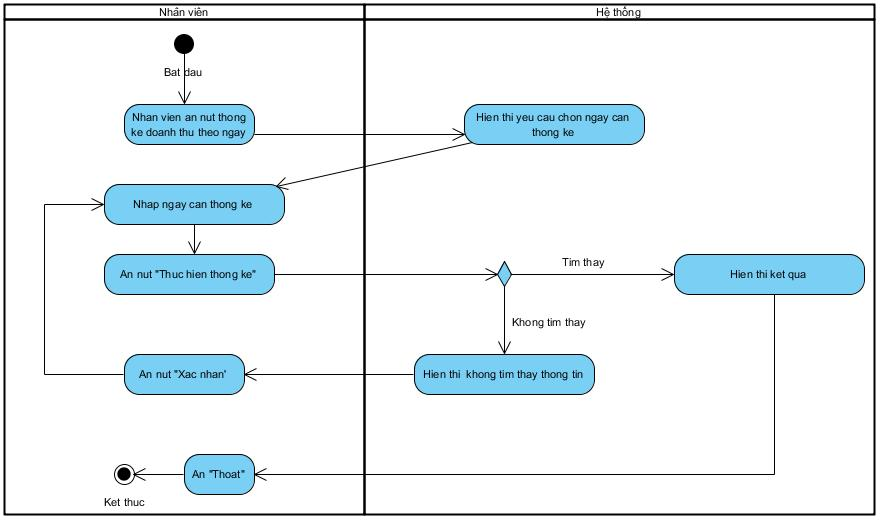 Nhân viên
Hệ thống
Bat dau
Nhan vien an nut thong
ke doanh thu theo ngay
Hien thi yeu cau chon ngay can
thong ke
Nhap ngay can thong ke
An nut "Thuc hien thong ke"
Tim thay
Hien thi ket qua
Khong tim thay
An nut "Xac nhan'
Hien thi  khong tim thay thong tin
An "Thoat"
Ket thuc